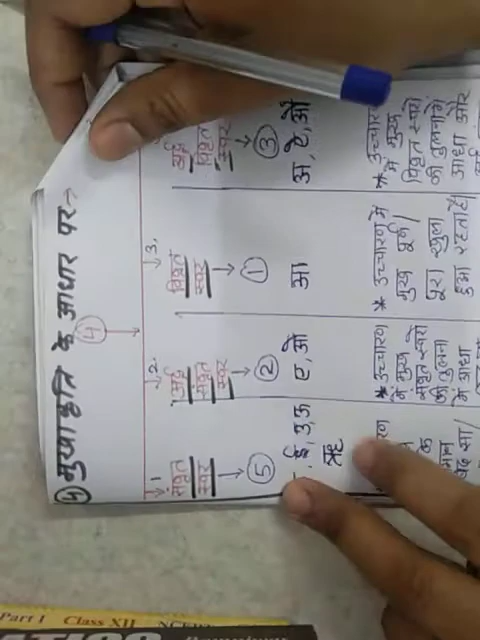 ④ मुखाकृति के आधार पर →
④
1.
संवृत
स्वर
→ ⑤
ई, उ, ऊ
ऋ
2.
अर्द्ध
संवृत
स्वर
→ ②
ए, ओ
* उच्चारण
में मुख
संवृत स्वरो
की तुलना
में आधा
3.
विवृत
स्वर
→ ①
आ
* उच्चारण में
मुख पूर्ण/
पूरा खुला
हुआ रहता है।
अर्द्ध
विवृत
स्वर
→ ③
अ, ऐ, औ
* उच्चारण
में मुख
विवृत स्वरो
की तुलना में
आधा और
Part I Class XII